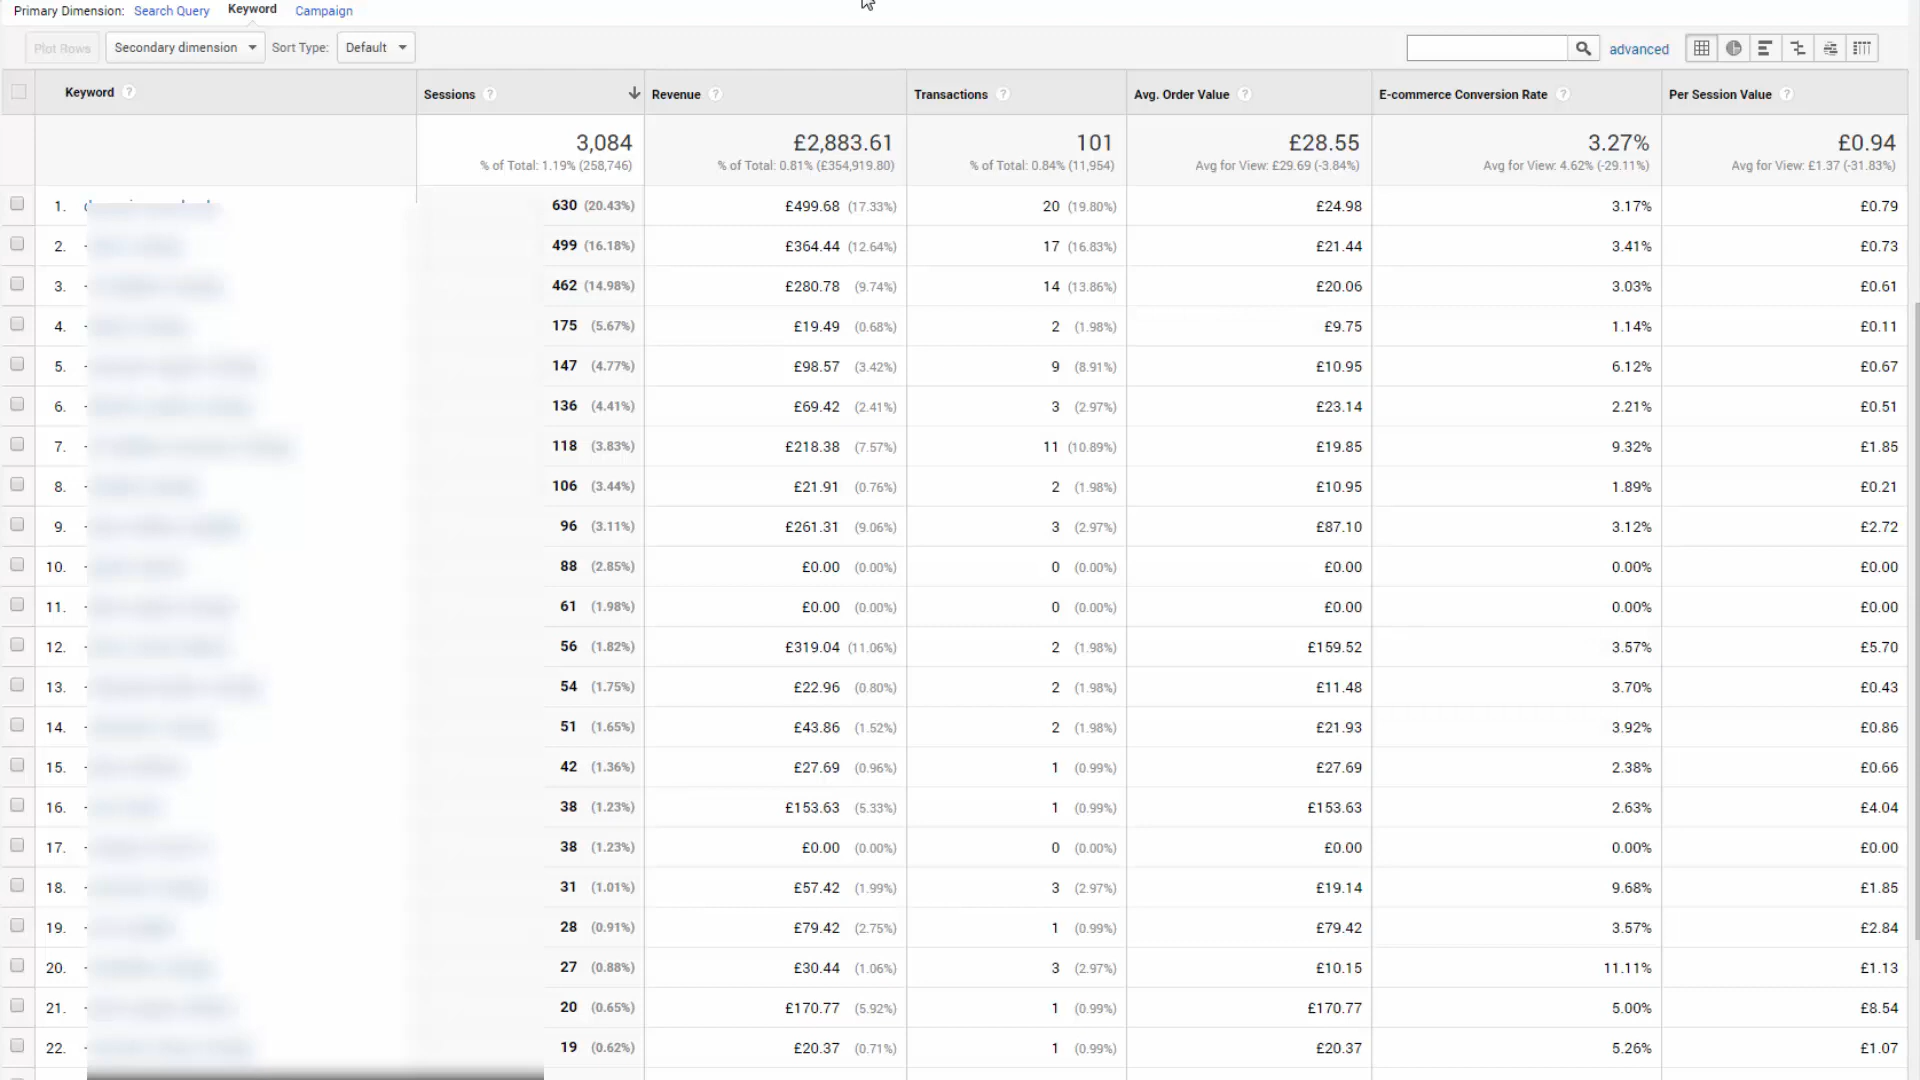 Primary Dimension: Search Query Keyword Campaign
Plot Rows Secondary dimension Sort Type: Default advanced
Keyword ? Sessions ? Revenue ? Transactions ? Avg. Order Value ? E-commerce Conversion Rate ? Per Session Value ?
3,084 £2,883.61 101 £28.55 3.27% £0.94
% of Total: 1.19% (258,746) % of Total: 0.81% (£354,919.80) % of Total: 0.84% (11,954) Avg for View: £29.69 (-3.84%) Avg for View: 4.62% (-29.11%) Avg for View: £1.37 (-31.83%)
1. 630 (20.43%) £499.68 (17.33%) 20 (19.80%) £24.98 3.17% £0.79
2. 499 (16.18%) £364.44 (12.64%) 17 (16.83%) £21.44 3.41% £0.73
3. 462 (14.98%) £280.78 (9.74%) 14 (13.86%) £20.06 3.03% £0.61
4. 175 (5.67%) £19.49 (0.68%) 2 (1.98%) £9.75 1.14% £0.11
5. 147 (4.77%) £98.57 (3.42%) 9 (8.91%) £10.95 6.12% £0.67
6. 136 (4.41%) £69.42 (2.41%) 3 (2.97%) £23.14 2.21% £0.51
7. 118 (3.83%) £218.38 (7.57%) 11 (10.89%) £19.85 9.32% £1.85
8. 106 (3.44%) £21.91 (0.76%) 2 (1.98%) £10.95 1.89% £0.21
9. 96 (3.11%) £261.31 (9.06%) 3 (2.97%) £87.10 3.12% £2.72
10. 88 (2.85%) £0.00 (0.00%) 0 (0.00%) £0.00 0.00% £0.00
11. 61 (1.98%) £0.00 (0.00%) 0 (0.00%) £0.00 0.00% £0.00
12. 56 (1.82%) £319.04 (11.06%) 2 (1.98%) £159.52 3.57% £5.70
13. 54 (1.75%) £22.96 (0.80%) 2 (1.98%) £11.48 3.70% £0.43
14. 51 (1.65%) £43.86 (1.52%) 2 (1.98%) £21.93 3.92% £0.86
15. 42 (1.36%) £27.69 (0.96%) 1 (0.99%) £27.69 2.38% £0.66
16. 38 (1.23%) £153.63 (5.33%) 1 (0.99%) £153.63 2.63% £4.04
17. 38 (1.23%) £0.00 (0.00%) 0 (0.00%) £0.00 0.00% £0.00
18. 31 (1.01%) £57.42 (1.99%) 3 (2.97%) £19.14 9.68% £1.85
19. 28 (0.91%) £79.42 (2.75%) 1 (0.99%) £79.42 3.57% £2.84
20. 27 (0.88%) £30.44 (1.06%) 3 (2.97%) £10.15 11.11% £1.13
21. 20 (0.65%) £170.77 (5.92%) 1 (0.99%) £170.77 5.00% £8.54
22. 19 (0.62%) £20.37 (0.71%) 1 (0.99%) £20.37 5.26% £1.07